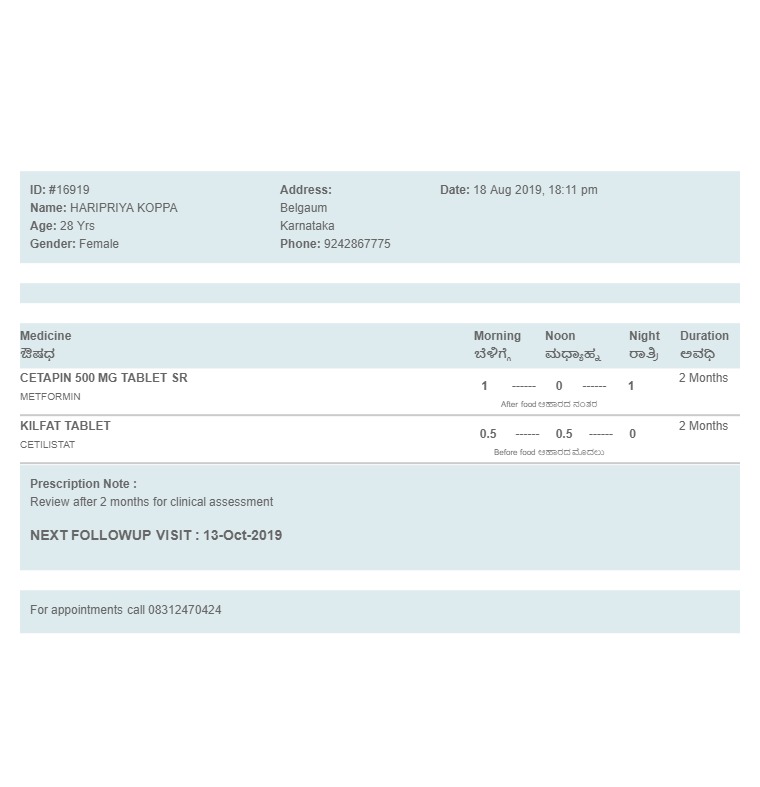 ID: #16919 Address: Date: 18 Aug 2019, 18:11 pm
Name: HARIPRIYA KOPPA Belgaum
Age: 28 Yrs Karnataka
Gender: Female Phone: 9242867775
Medicine Morning Noon Night Duration
ಔಷಧ ಬೆಳಿಗ್ಗೆ ಮಧ್ಯಾಹ್ನ ರಾತ್ರಿ ಅವಧಿ
CETAPIN 500 MG TABLET SR 1 ------ 0 ------ 1 2 Months
METFORMIN
After food ಆಹಾರದ ನಂತರ
KILFAT TABLET 0.5 ------ 0.5 ------ 0 2 Months
CETILISTAT
Before food ಆಹಾರದ ಮೊದಲು
Prescription Note :
Review after 2 months for clinical assessment
NEXT FOLLOWUP VISIT : 13-Oct-2019
For appointments call 08312470424